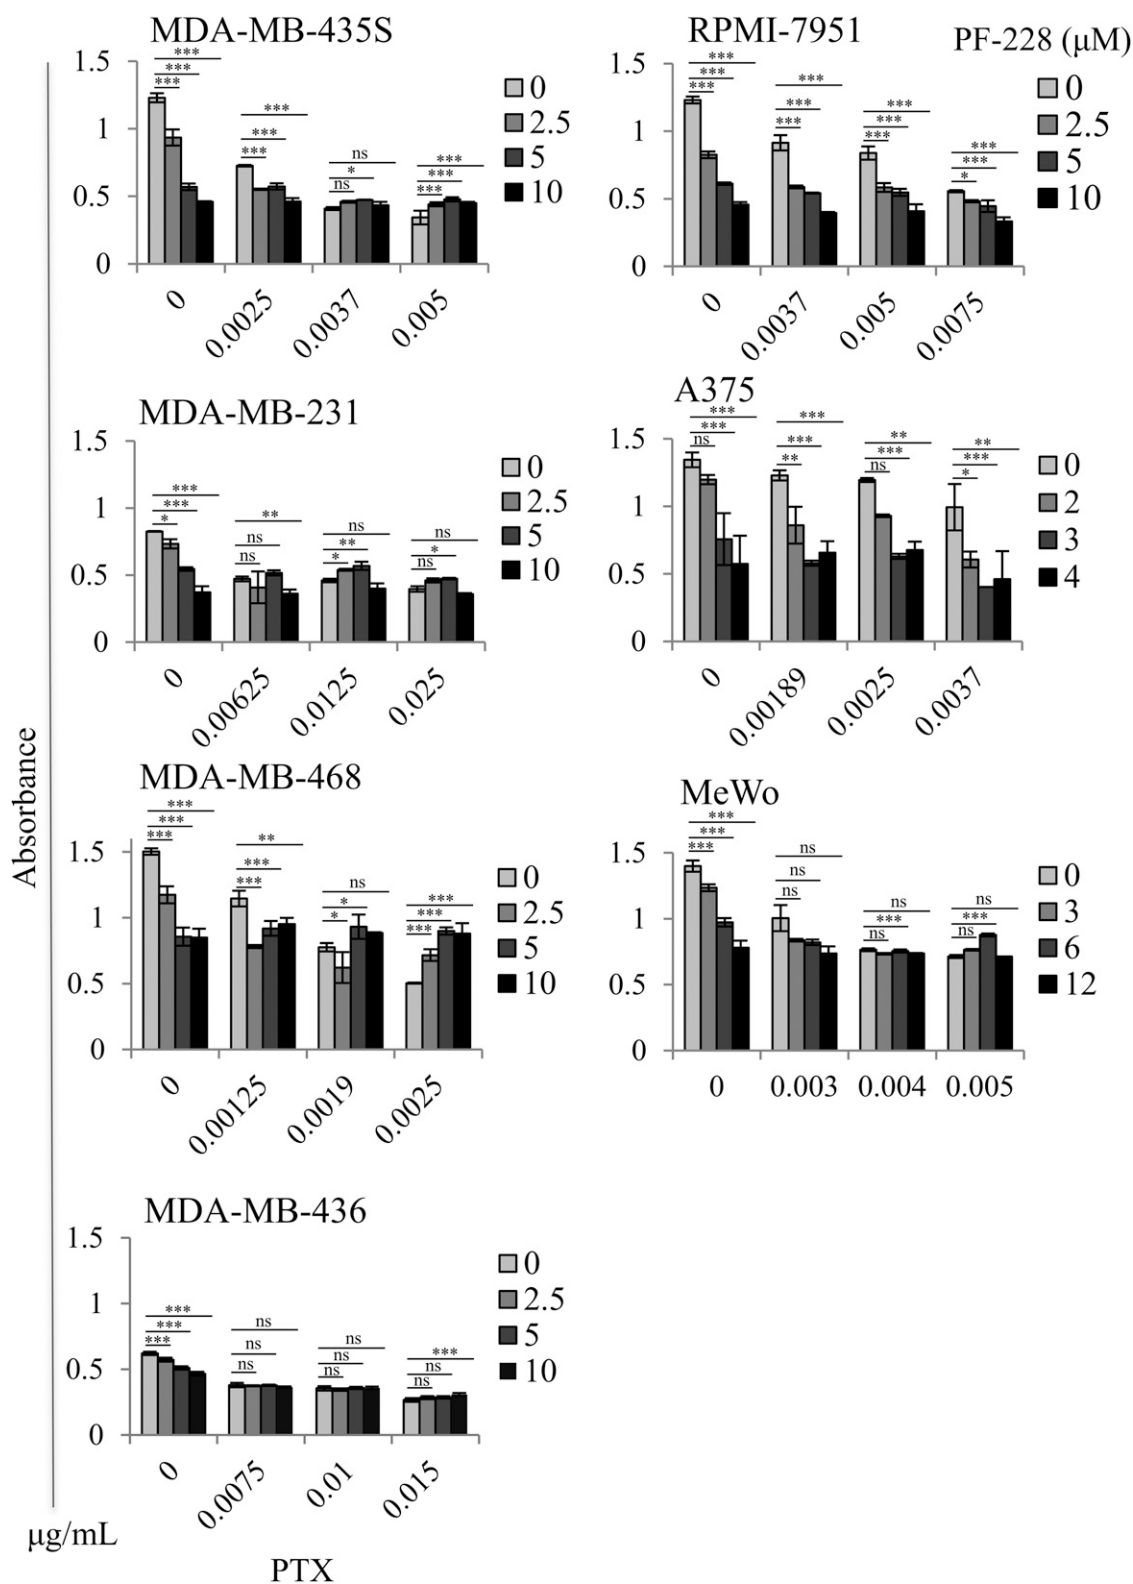 MDA-MB-435S
1.5
1
0.5
0
*** *** ***
*** *** ***
ns * ns
*** *** ***
0 0.0025 0.0037 0.005
0
2.5
5
10
RPMI-7951
PF-228 (μM)
1.5
1
0.5
0
*** *** ***
*** *** ***
*** *** ***
* *** ***
0 0.0037 0.005 0.0075
0
2.5
5
10
MDA-MB-231
1.5
1
0.5
0
* *** ***
ns ns **
* ** ns
ns * ns
0 0.00625 0.0125 0.025
0
2.5
5
10
A375
1.5
1
0.5
0
ns *** ***
** *** ***
ns *** **
* *** **
0 0.00189 0.0025 0.0037
0
2
3
4
Absorbance
MDA-MB-468
1.5
1
0.5
0
*** *** ***
*** *** **
* * ns
*** *** ***
0 0.00125 0.0019 0.0025
0
2.5
5
10
MeWo
1.5
1
0.5
0
*** *** ***
ns ns ns
ns *** ns
ns *** ns
0 0.003 0.004 0.005
0
3
6
12
MDA-MB-436
1.5
1
0.5
0
*** *** ***
ns ns ns
ns ns ns
ns ns ***
0 0.0075 0.01 0.015
0
2.5
5
10
μg/mL
PTX